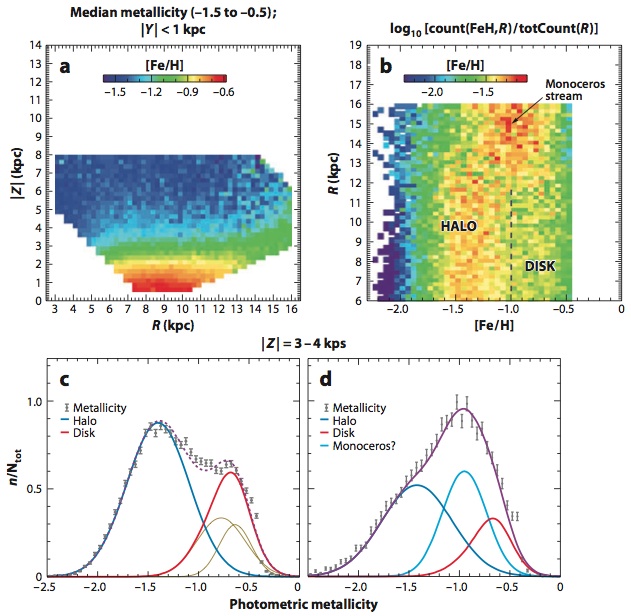 Median metallicity (–1.5 to –0.5);
|Y| < 1 kpc
a
[Fe/H]
–1.5 –1.2 –0.9 –0.6
|Z| (kpc)
14
13
12
11
10
9
8
7
6
5
4
3
2
1
0
3 4 5 6 7 8 9 10 11 12 13 14 15 16
R (kpc)
log10 [count(FeH,R)/totCount(R)]
b
[Fe/H]
–2.0 –1.5
Monoceros
stream
HALO
DISK
R (kpc)
19
18
17
16
15
14
13
12
11
10
9
8
7
6
–2.0 –1.5 –1.0 –0.5 0
[Fe/H]
|Z| = 3–4 kps
c
Metallicity
Halo
Disk
n/Ntot
1.0
0.5
0
–2.5 –2.0 –1.5 –1.0 –0.5 0
d
Metallicity
Halo
Disk
Monoceros?
–2.0 –1.5 –1.0 –0.5 0
Photometric metallicity